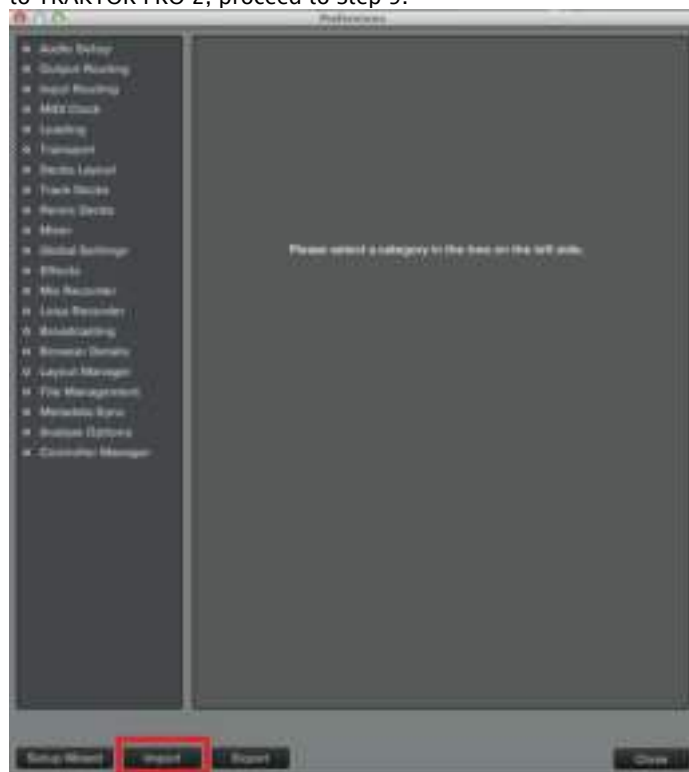 to TRAKTOR PRO 2, proceed to Step 9.
Preferences
Audio Setup
Output Routing
Input Routing
MIDI Clock
Loading
Transport
Decks Layout
Track Decks
Remix Decks
Mixer
Global Settings
Effects
Mix Recorder
Loop Recorder
Broadcasting
Browser Details
Layout Manager
File Management
Metadata Sync
Analyze Options
Controller Manager
Please select a category in the tree on the left side.
Setup Wizard Import Export Close